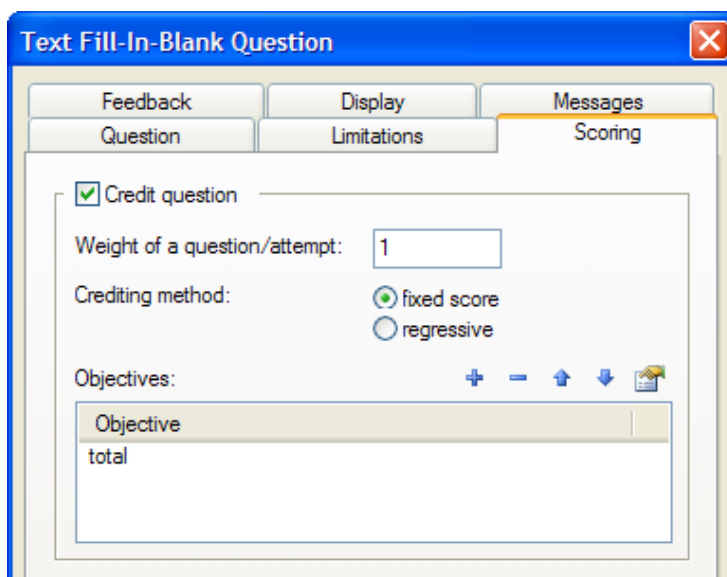 Text Fill-In-Blank Question
Feedback Display Messages
Question Limitations Scoring
Credit question
Weight of a question/attempt: 1
Crediting method: fixed score
regressive
Objectives:
Objective
total